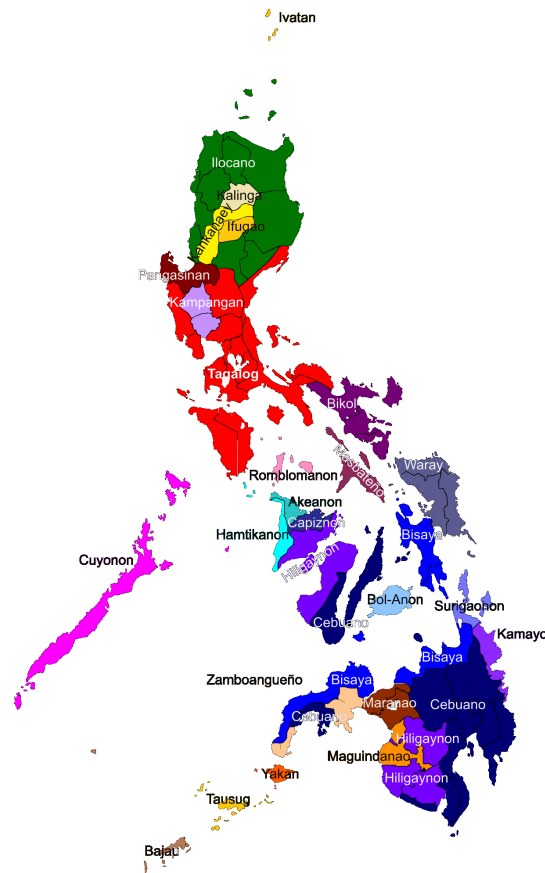 Ivatan
Ilocano
Kalinga
Kankanaey
Ifugao
Pangasinan
Kampangan
Tagalog
Bikol
Masbateño
Waray
Romblomanon
Akeanon
Capiznon
Hamtikanon
Hiligaynon
Bisaya
Cuyonon
Bol-Anon
Surigaonon
Cebuano
Kamayo
Bisaya
Zamboangueño
Bisaya
Maranao
Cebuano
Cebuano
Hiligaynon
Maguindanao
Yakan
Hiligaynon
Tausug
Bajau